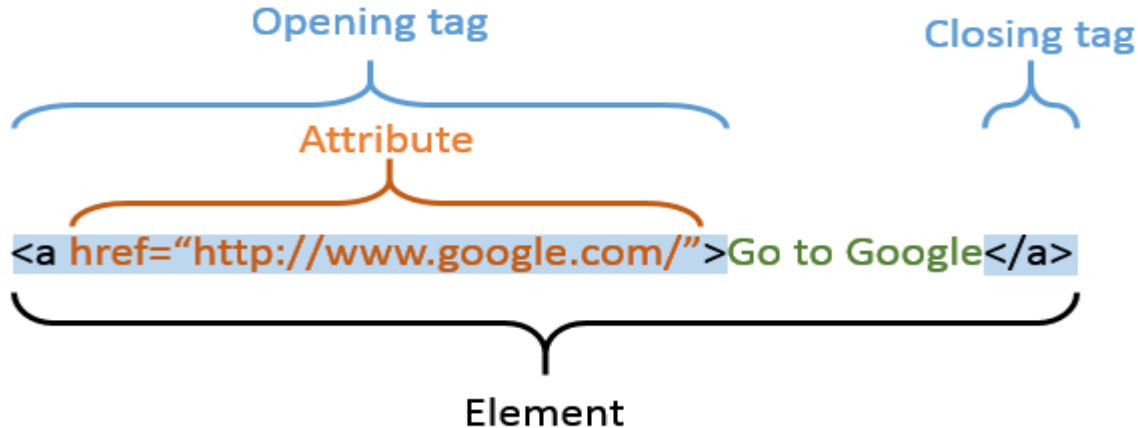 Opening tag
Closing tag
Attribute
<a href=“http://www.google.com/”>Go to Google</a>
Element